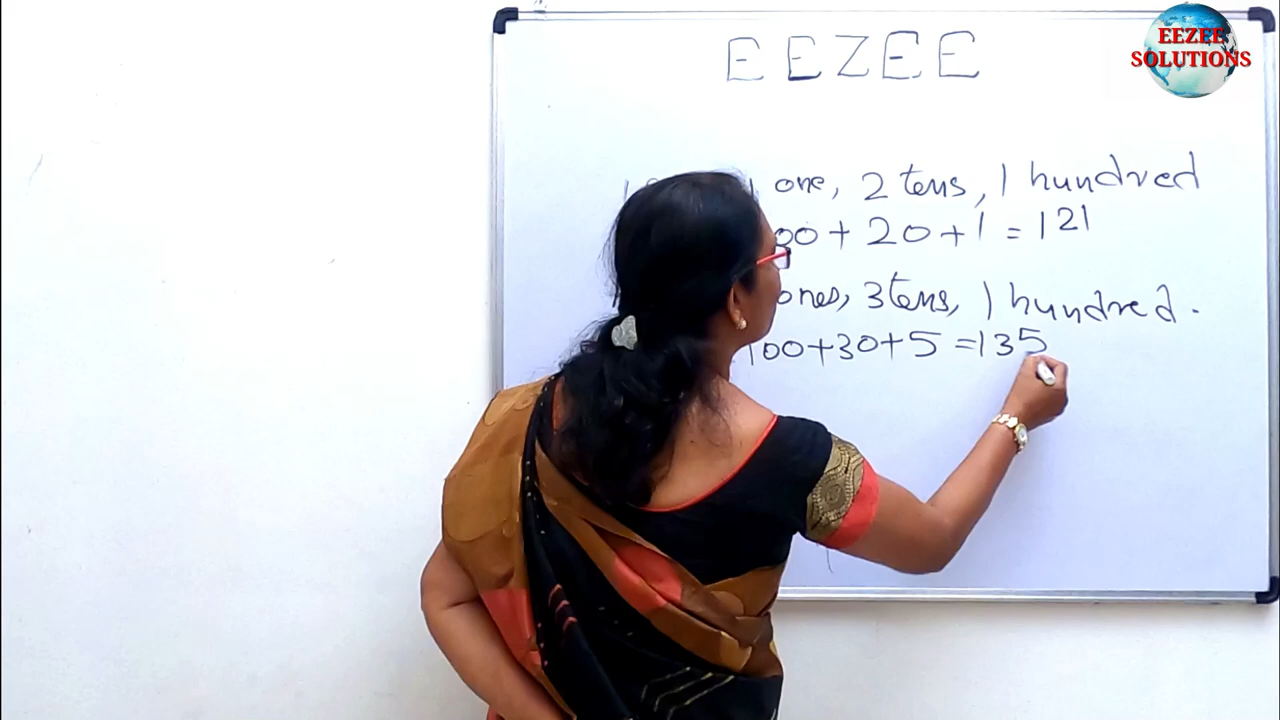 EEZEE
EEZEE
SOLUTIONS
one, 2 tens, 1 hundred
+ 20 + 1 = 121
ones, 3 tens, 1 hundred.
100+30+5 =135